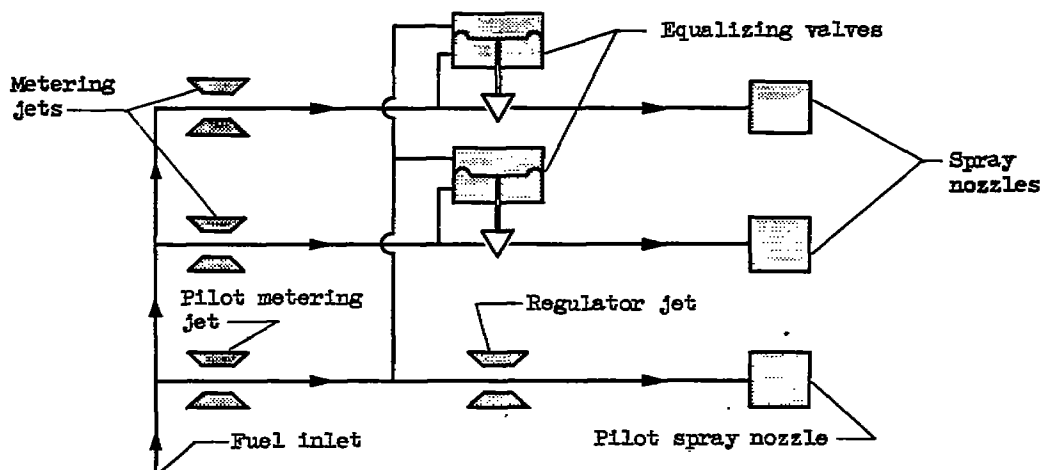 Equalizing valves
Metering
jets
Spray
nozzles
Pilot metering
jet
Regulator jet
Fuel inlet
Pilot spray nozzle